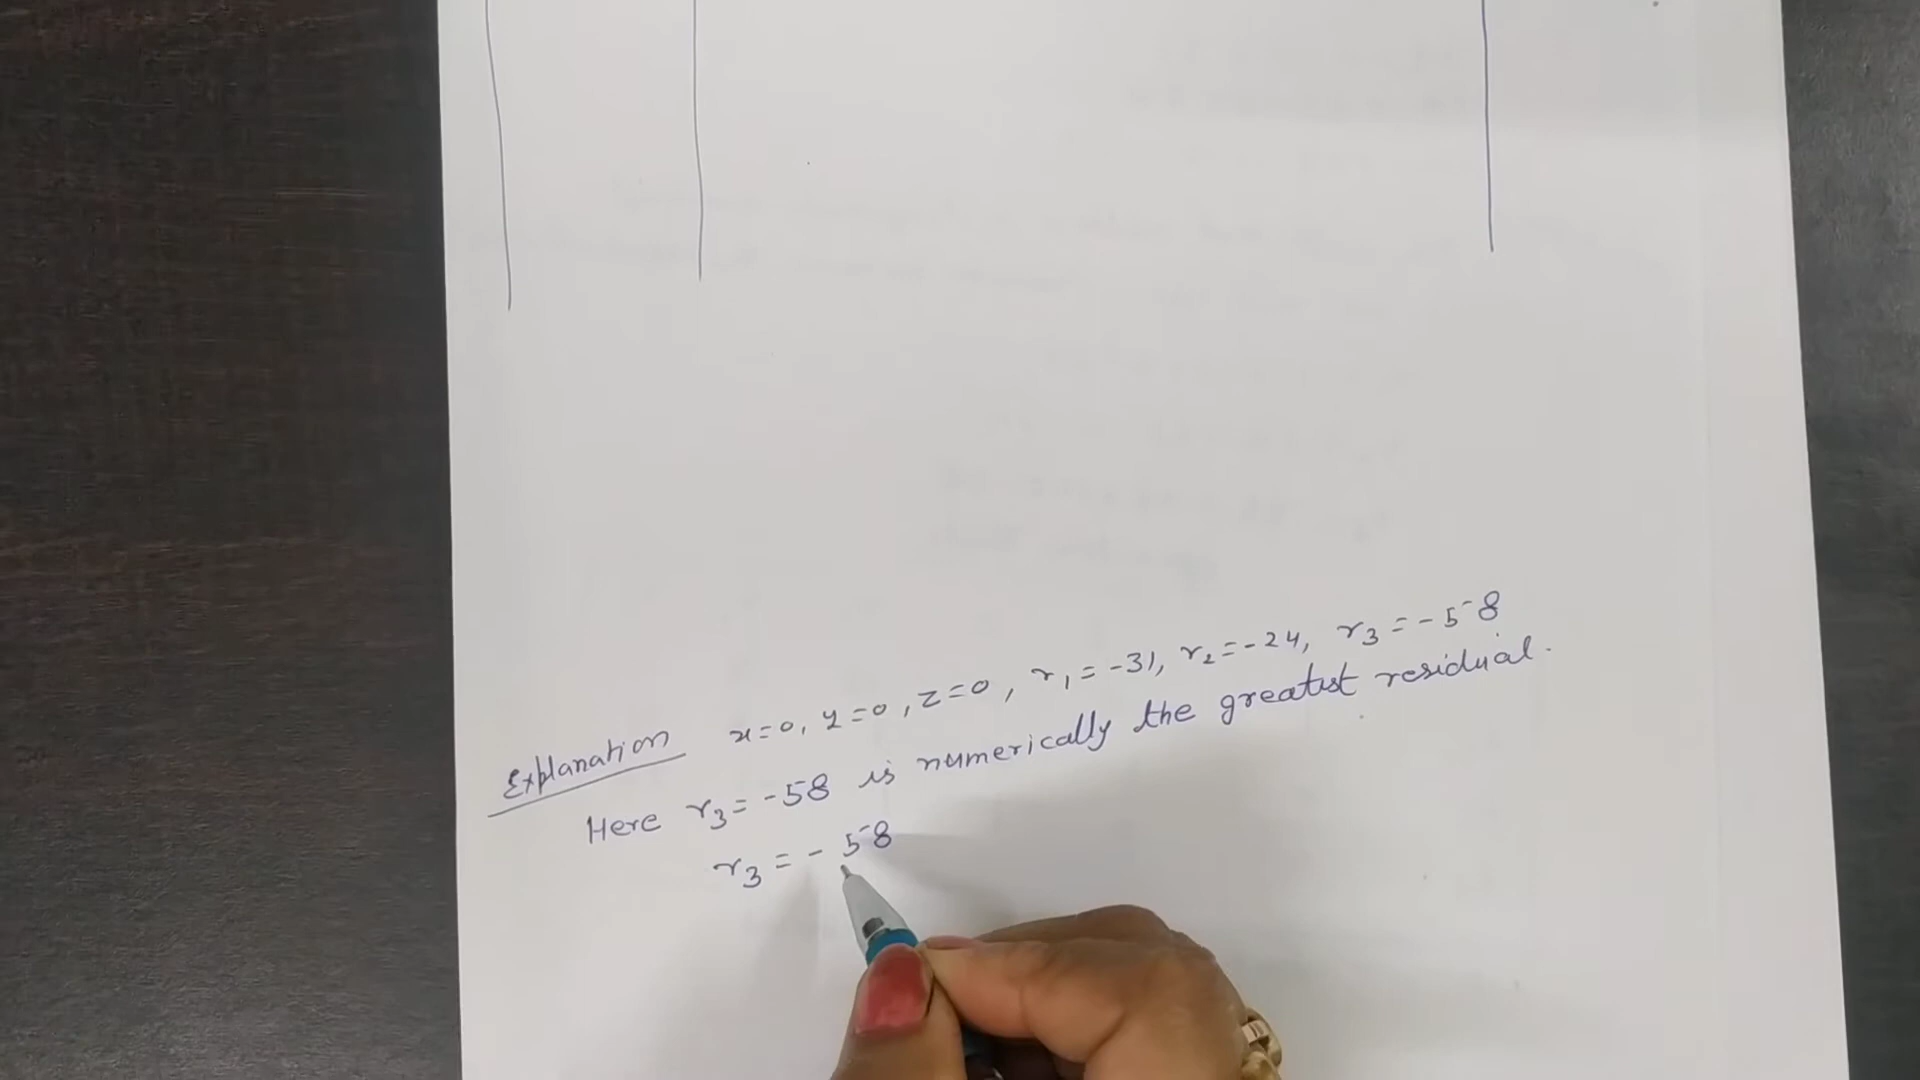 Explanation x=0, y=0, z=0, r₁=-31, r₂=-24, r₃=-58
Here r₃=-58 is numerically the greatest residual.
r₃=-58